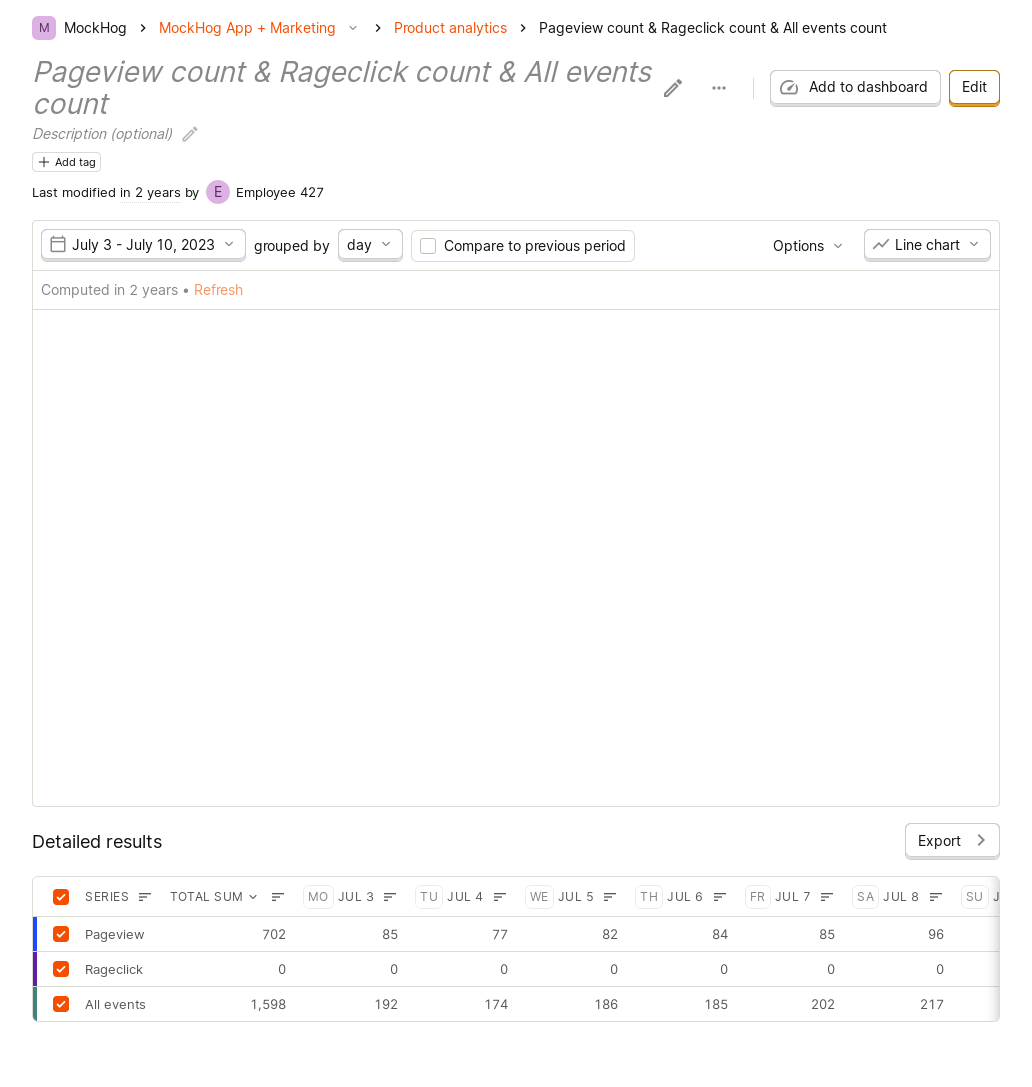 M MockHog MockHog App + Marketing Product analytics Pageview count & Rageclick count & All events count
Pageview count & Rageclick count & All events
count
Add to dashboard Edit
Description (optional)
Add tag
Last modified in 2 years by E Employee 427
July 3 - July 10, 2023 grouped by day Compare to previous period Options Line chart
Computed in 2 years • Refresh
Detailed results Export
SERIES TOTAL SUM MO JUL 3 TU JUL 4 WE JUL 5 TH JUL 6 FR JUL 7 SA JUL 8 SU
Pageview 702 85 77 82 84 85 96
Rageclick 0 0 0 0 0 0 0
All events 1,598 192 174 186 185 202 217